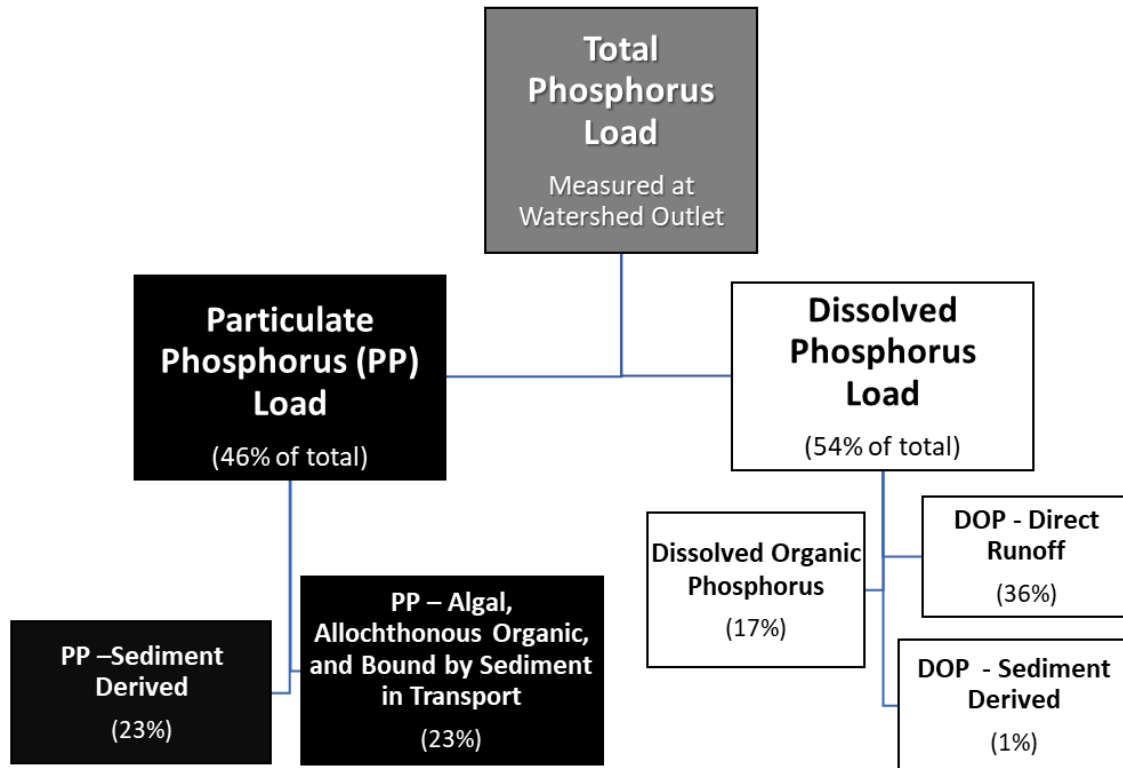 Total
Phosphorus
Load
Measured at
Watershed Outlet
Particulate
Phosphorus (PP)
Load
(46% of total)
Dissolved
Phosphorus
Load
(54% of total)
PP –Sediment
Derived
(23%)
PP – Algal,
Allochthonous Organic,
and Bound by Sediment
in Transport
(23%)
Dissolved Organic
Phosphorus
(17%)
DOP - Direct
Runoff
(36%)
DOP - Sediment
Derived
(1%)